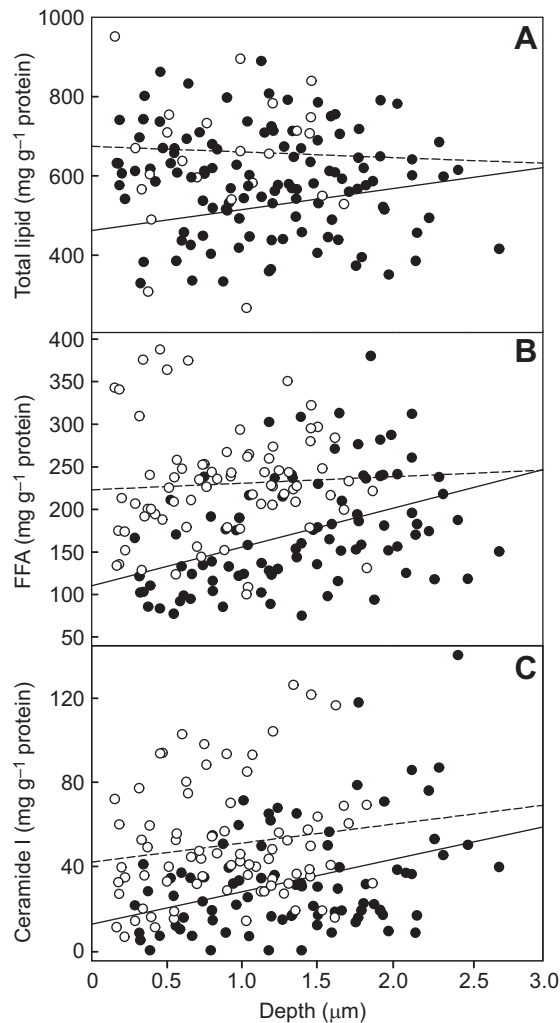 A
1000
800
600
400
Total lipid (mg g⁻¹ protein)
B
400
350
300
250
200
150
100
50
FFA (mg g⁻¹ protein)
C
120
80
40
0
Ceramide I (mg g⁻¹ protein)
0 0.5 1.0 1.5 2.0 2.5 3.0
Depth (μm)